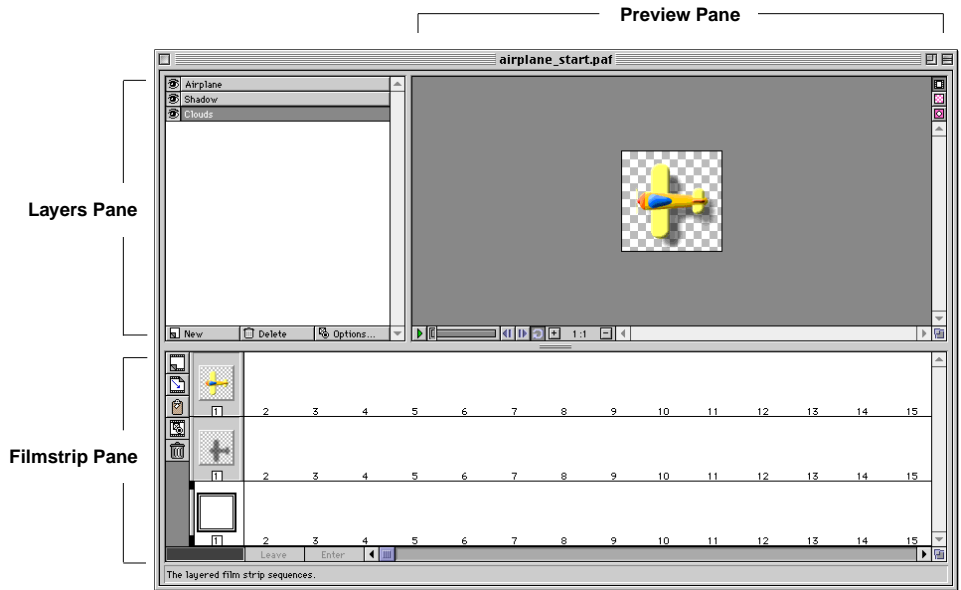 Preview Pane
airplane_start.paf
Airplane
Shadow
Clouds
Layers Pane
New Delete Options... 1:1
Filmstrip Pane
1 2 3 4 5 6 7 8 9 10 11 12 13 14 15
1 2 3 4 5 6 7 8 9 10 11 12 13 14 15
1 2 3 4 5 6 7 8 9 10 11 12 13 14 15
Leave Enter
The layered film strip sequences.